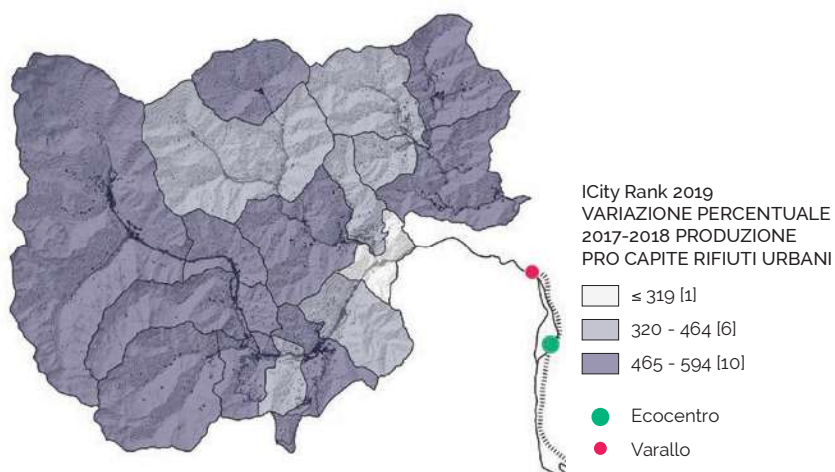 ICity Rank 2019
VARIAZIONE PERCENTUALE
2017-2018 PRODUZIONE
PRO CAPITE RIFIUTI URBANI
≤ 319 [1]
320 - 464 [6]
465 - 594 [10]
Ecocentro
Varallo